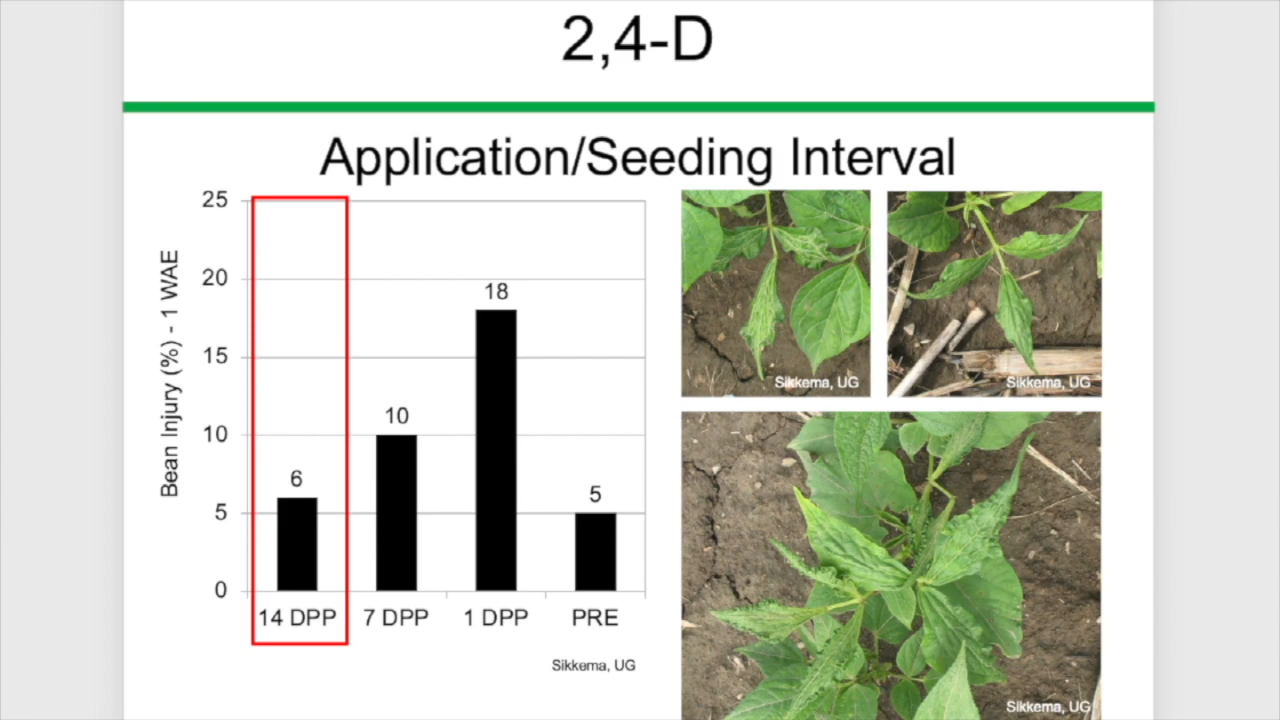 2,4-D
Application/Seeding Interval
Bean Injury (%) - 1 WAE
25
20
15
10
5
0
6
10
18
5
14 DPP
7 DPP
1 DPP
PRE
Sikkema, UG
Sikkema, UG
Sikkema, UG
Sikkema, UG